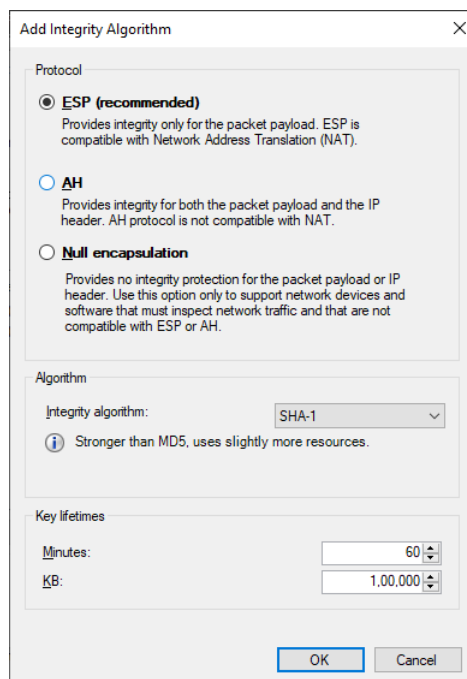 Add Integrity Algorithm
Protocol
ESP (recommended)
Provides integrity only for the packet payload. ESP is
compatible with Network Address Translation (NAT).
AH
Provides integrity for both the packet payload and the IP
header. AH protocol is not compatible with NAT.
Null encapsulation
Provides no integrity protection for the packet payload or IP
header. Use this option only to support network devices and
software that must inspect network traffic and that are not
compatible with ESP or AH.
Algorithm
Integrity algorithm: SHA-1
Stronger than MD5, uses slightly more resources.
Key lifetimes
Minutes: 60
KB: 1,00,000
OK Cancel